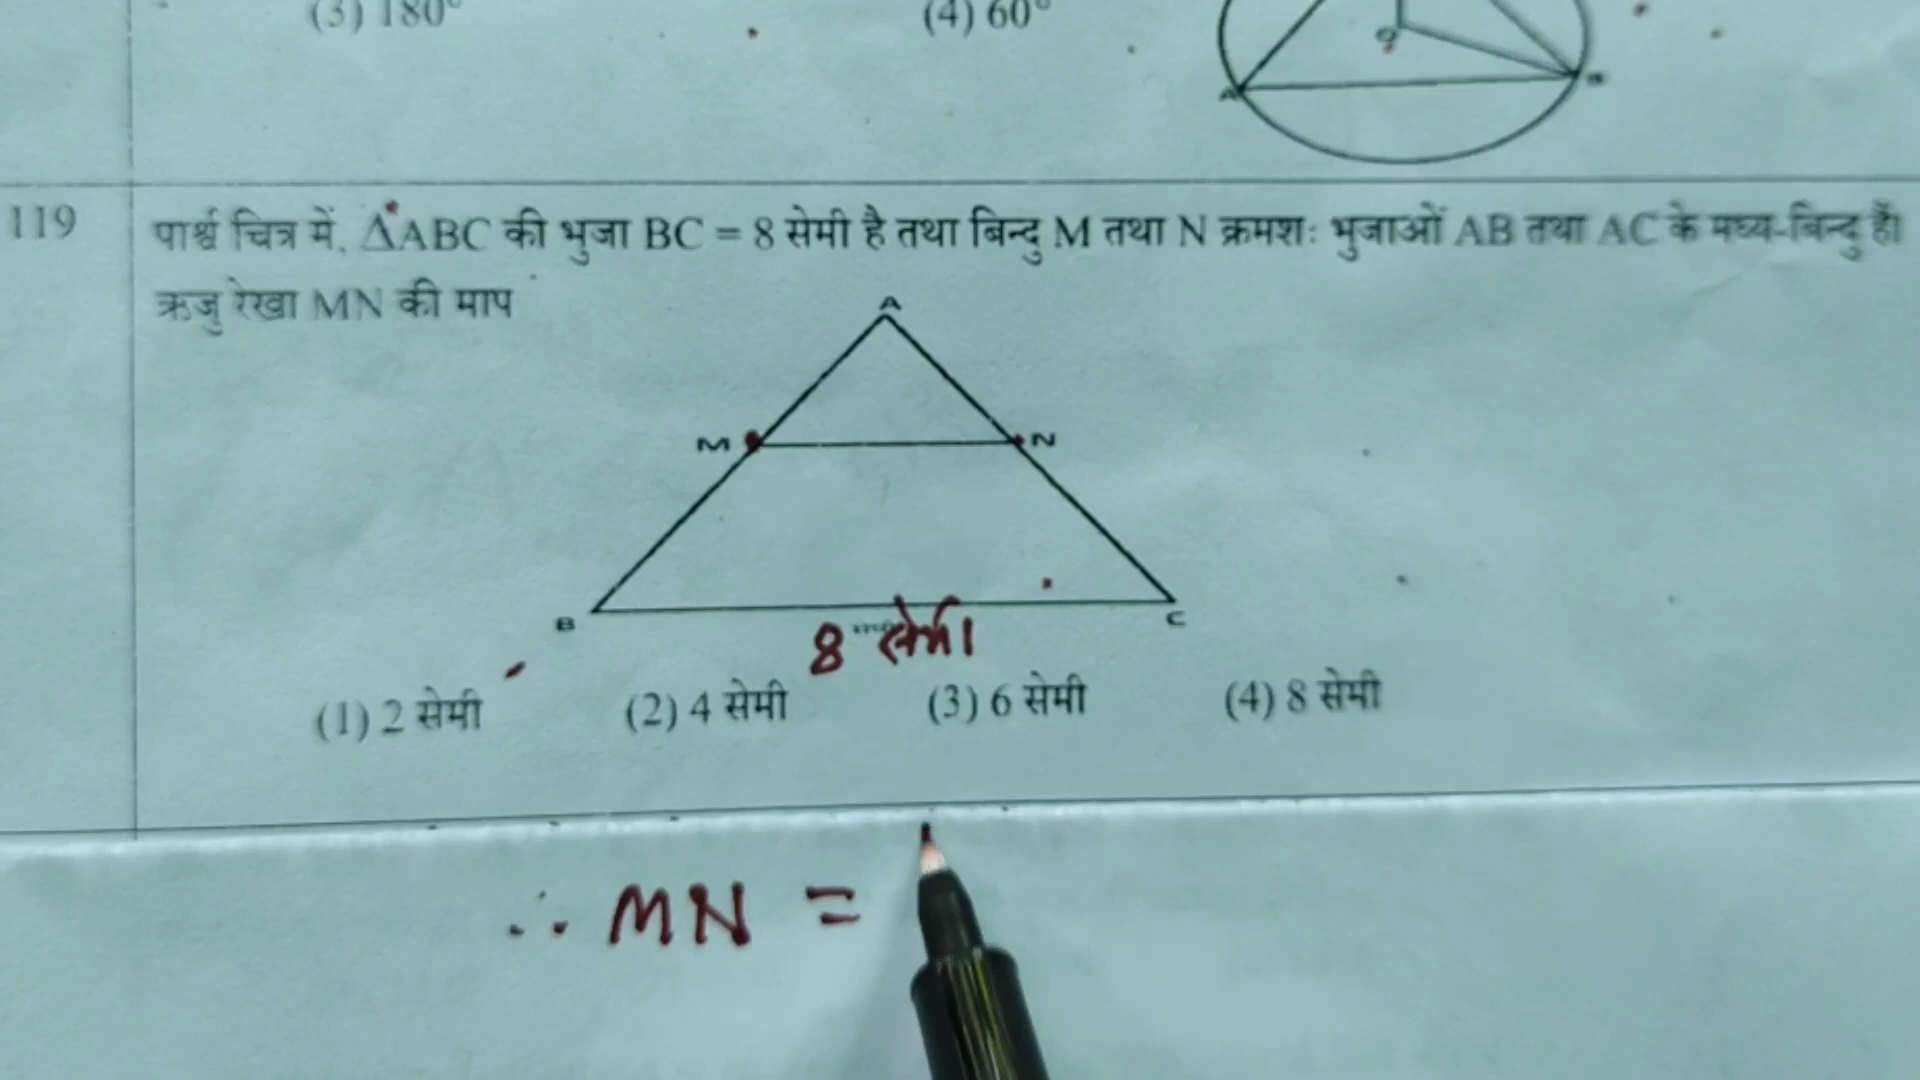 (3) 180° (4) 60°
O
A B
119 पार्श्व चित्र में, ΔABC की भुजा BC = 8 सेमी है तथा बिन्दु M तथा N क्रमशः भुजाओं AB तथा AC के मध्य-बिन्दु हैं।
ऋजु रेखा MN की माप
A
M N
B C
8 सेमी।
(1) 2 सेमी (2) 4 सेमी (3) 6 सेमी (4) 8 सेमी
∴ MN =